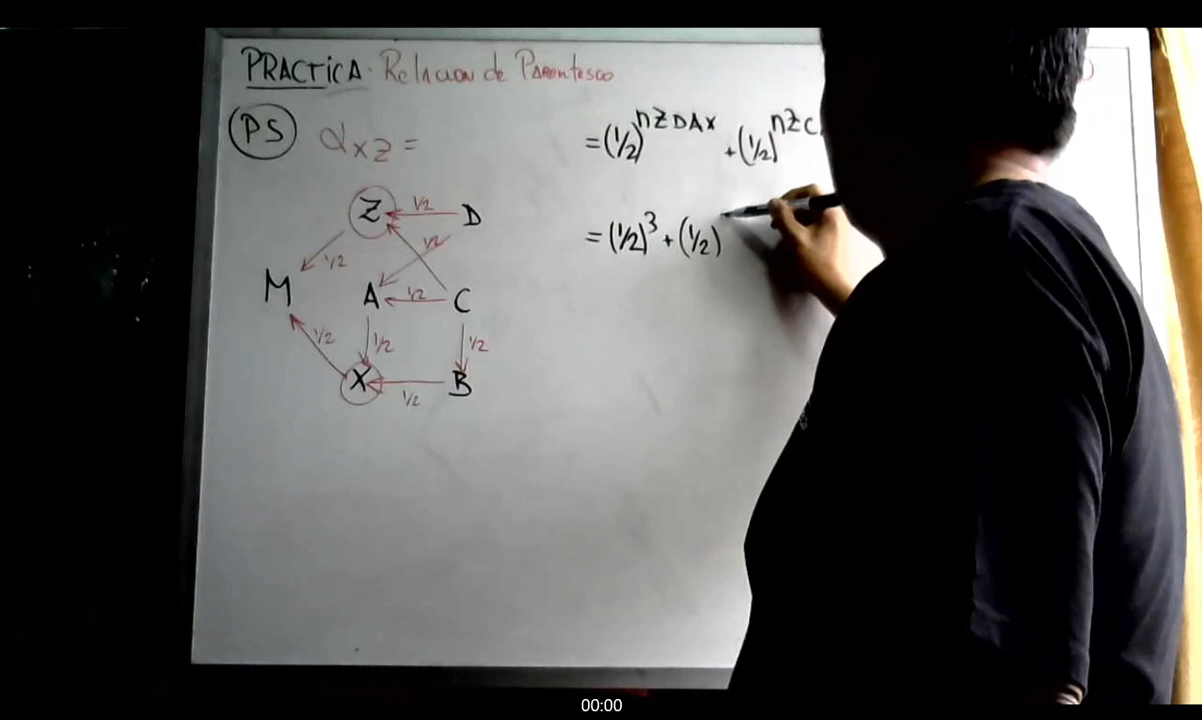 PRACTICA. Relacion de Parentesco
PS
αxz =
=(1/2)^nZDAX + (1/2)^nZC
=(1/2)^3 + (1/2)
Z 1/2 D
1/2 1/2
M A 1/2 C
1/2 1/2 1/2
X 1/2 B
00:00